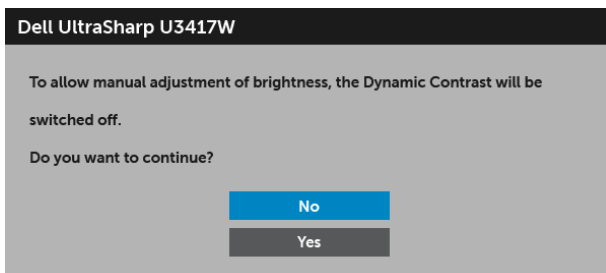 Dell UltraSharp U3417W
To allow manual adjustment of brightness, the Dynamic Contrast will be
switched off.
Do you want to continue?
No
Yes